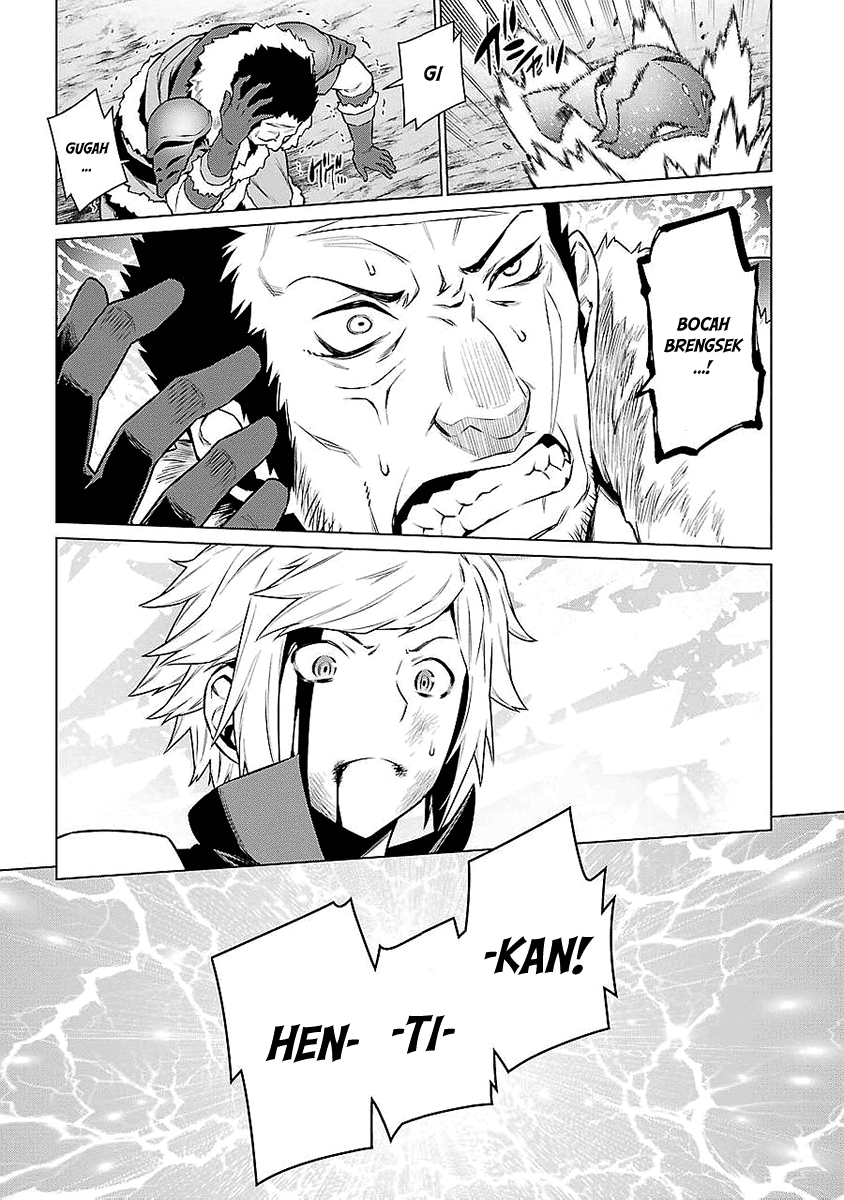 GI
GUGAH
...
BOCAH
BRENGSEK
...!
HEN-
-TI-
-KAN!